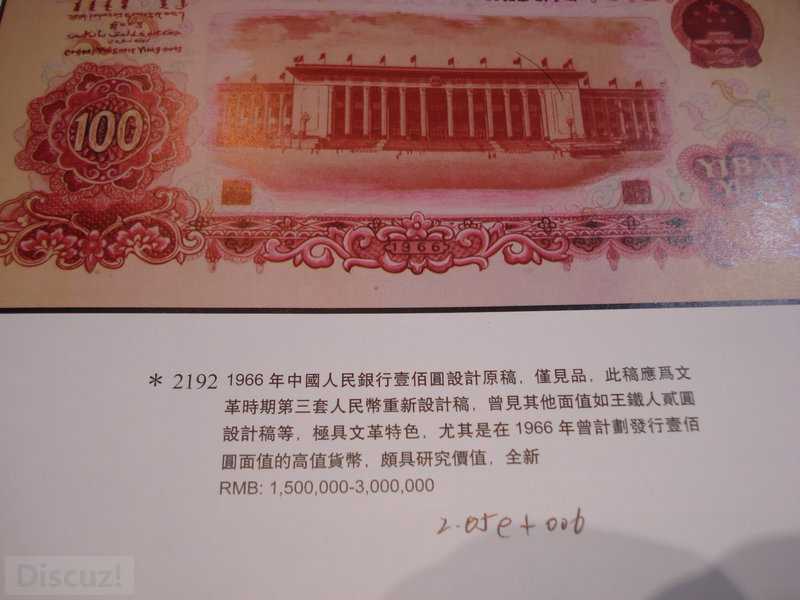 100
YIBAI
1966
* 2192 1966 年中國人民銀行壹佰圓設計原稿，僅見品，此稿應爲文
革時期第三套人民幣重新設計稿，曾見其他面值如王鐵人貳圓
設計稿等，極具文革特色，尤其是在 1966 年曾計劃發行壹佰
圓面值的高值貨幣，頗具研究價值，全新
RMB: 1,500,000-3,000,000
2.05e+006
Discuz!